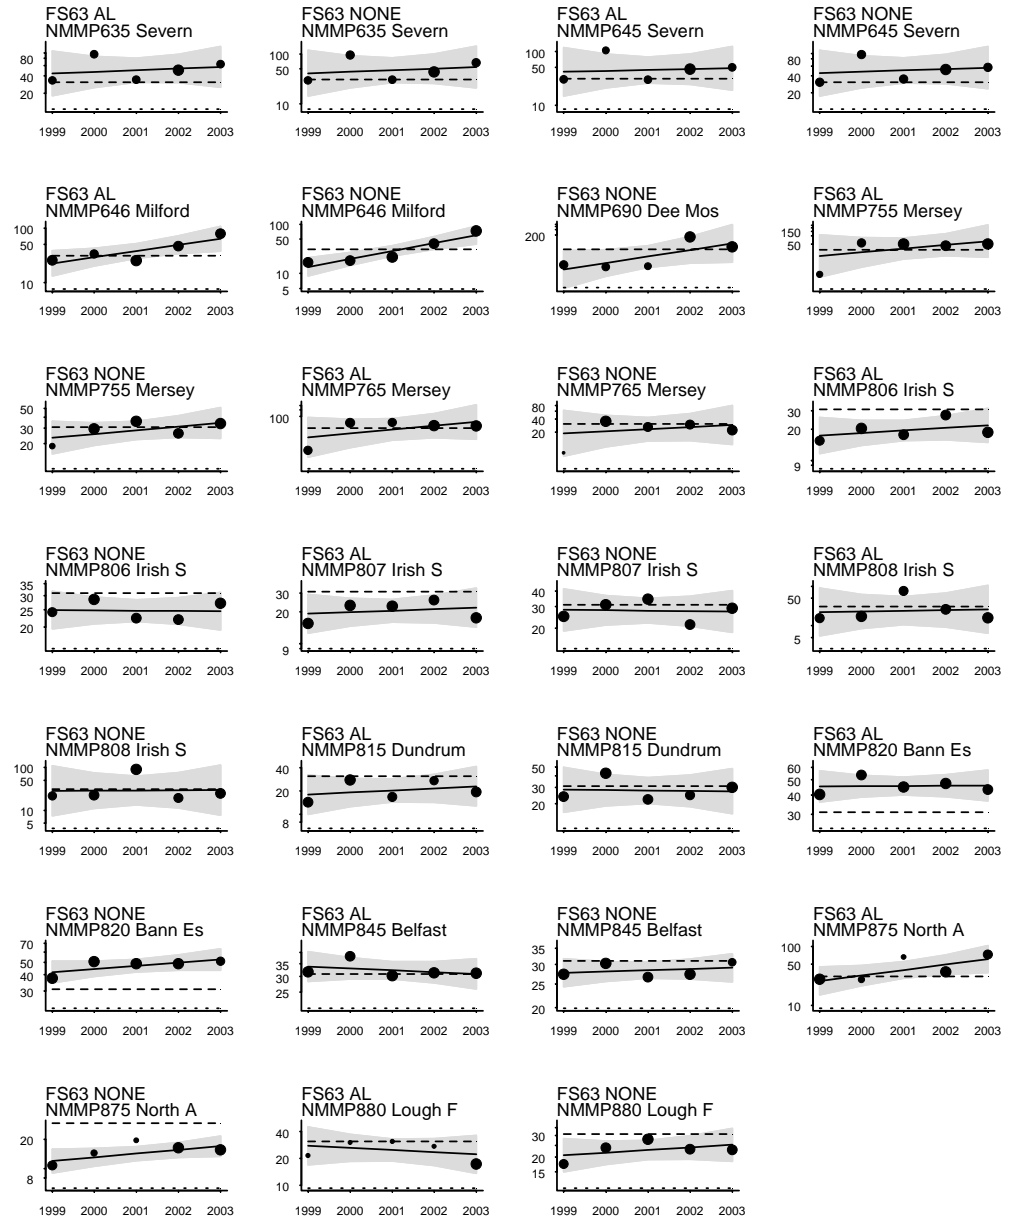 FS63 AL
NMMP635 Severn
80
40
20
1999 2000 2001 2002 2003
FS63 NONE
NMMP635 Severn
100
50
10
1999 2000 2001 2002 2003
FS63 AL
NMMP645 Severn
100
50
10
1999 2000 2001 2002 2003
FS63 NONE
NMMP645 Severn
80
40
20
1999 2000 2001 2002 2003
FS63 AL
NMMP646 Milford
100
50
10
1999 2000 2001 2002 2003
FS63 NONE
NMMP646 Milford
100
50
10
5
1999 2000 2001 2002 2003
FS63 NONE
NMMP690 Dee Mos
200
1999 2000 2001 2002 2003
FS63 AL
NMMP755 Mersey
150
50
1999 2000 2001 2002 2003
FS63 NONE
NMMP755 Mersey
50
30
20
1999 2000 2001 2002 2003
FS63 AL
NMMP765 Mersey
100
1999 2000 2001 2002 2003
FS63 NONE
NMMP765 Mersey
80
40
20
1999 2000 2001 2002 2003
FS63 AL
NMMP806 Irish S
30
20
9
1999 2000 2001 2002 2003
FS63 NONE
NMMP806 Irish S
35
30
25
20
1999 2000 2001 2002 2003
FS63 AL
NMMP807 Irish S
30
20
9
1999 2000 2001 2002 2003
FS63 NONE
NMMP807 Irish S
40
30
20
1999 2000 2001 2002 2003
FS63 AL
NMMP808 Irish S
50
5
1999 2000 2001 2002 2003
FS63 NONE
NMMP808 Irish S
100
50
10
5
1999 2000 2001 2002 2003
FS63 AL
NMMP815 Dundrum
40
20
8
1999 2000 2001 2002 2003
FS63 NONE
NMMP815 Dundrum
50
30
20
1999 2000 2001 2002 2003
FS63 AL
NMMP820 Bann Es
60
50
40
30
1999 2000 2001 2002 2003
FS63 NONE
NMMP820 Bann Es
70
50
40
30
1999 2000 2001 2002 2003
FS63 AL
NMMP845 Belfast
35
30
25
1999 2000 2001 2002 2003
FS63 NONE
NMMP845 Belfast
35
30
25
20
1999 2000 2001 2002 2003
FS63 AL
NMMP875 North A
100
50
10
1999 2000 2001 2002 2003
FS63 NONE
NMMP875 North A
20
8
1999 2000 2001 2002 2003
FS63 AL
NMMP880 Lough F
40
20
10
1999 2000 2001 2002 2003
FS63 NONE
NMMP880 Lough F
30
20
15
1999 2000 2001 2002 2003